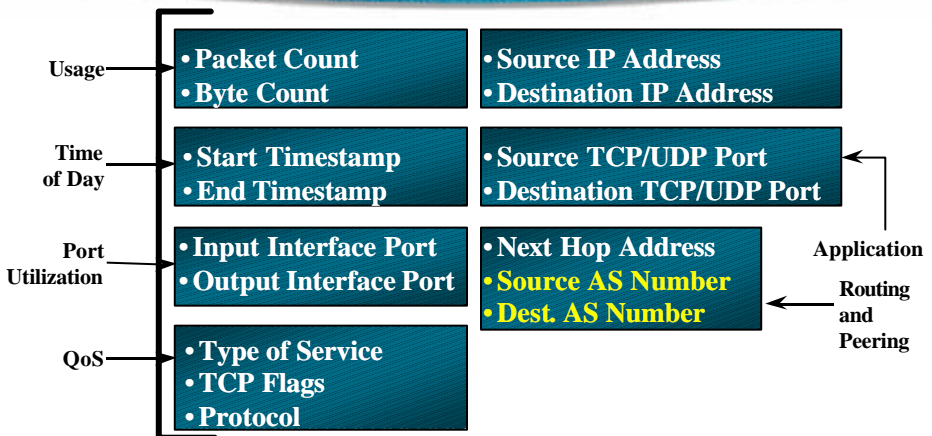 Usage
• Packet Count
• Byte Count
• Source IP Address
• Destination IP Address
Time
of Day
• Start Timestamp
• End Timestamp
• Source TCP/UDP Port
• Destination TCP/UDP Port
Application
Port
Utilization
• Input Interface Port
• Output Interface Port
• Next Hop Address
• Source AS Number
• Dest. AS Number
Routing
and
Peering
QoS
• Type of Service
• TCP Flags
• Protocol